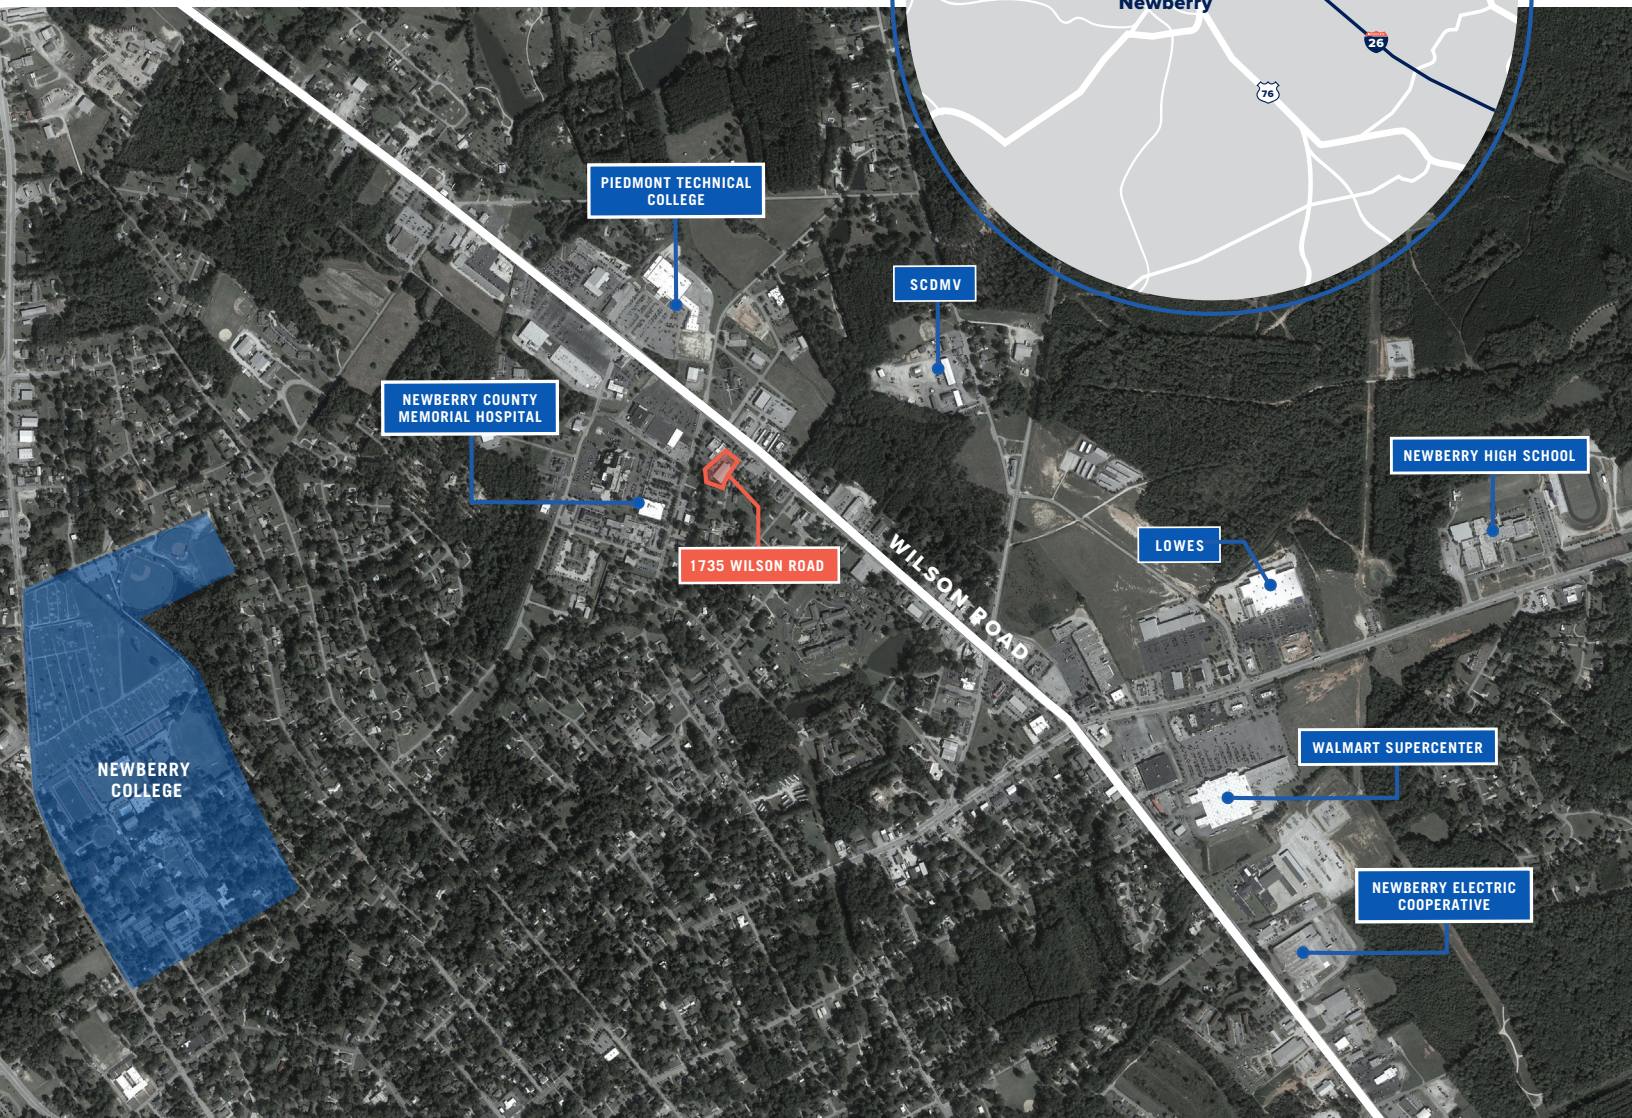 Newberry
26
76
PIEDMONT TECHNICAL
COLLEGE
SCDMV
NEWBERRY COUNTY
MEMORIAL HOSPITAL
NEWBERRY HIGH SCHOOL
LOWES
1735 WILSON ROAD
WILSON ROAD
WALMART SUPERCENTER
NEWBERRY
COLLEGE
NEWBERRY ELECTRIC
COOPERATIVE